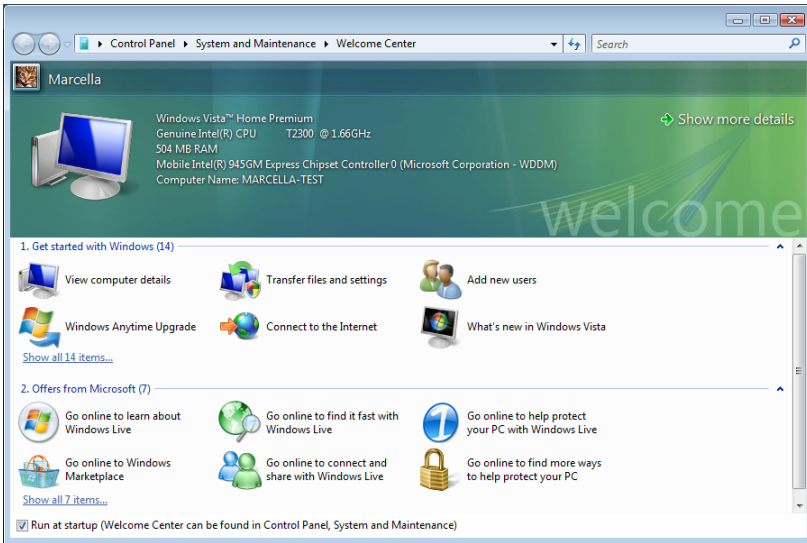 Control Panel ▸ System and Maintenance ▸ Welcome Center
Search
Marcella
Windows Vista™ Home Premium
Genuine Intel(R) CPU T2300 @ 1.66GHz
504 MB RAM
Mobile Intel(R) 945GM Express Chipset Controller 0 (Microsoft Corporation - WDDM)
Computer Name: MARCELLA-TEST
Show more details
welcome
1. Get started with Windows (14)
View computer details
Transfer files and settings
Add new users
Windows Anytime Upgrade
Connect to the Internet
What's new in Windows Vista
Show all 14 items...
2. Offers from Microsoft (7)
Go online to learn about
Windows Live
Go online to find it fast with
Windows Live
Go online to help protect
your PC with Windows Live
Go online to Windows
Marketplace
Go online to connect and
share with Windows Live
Go online to find more ways
to help protect your PC
Show all 7 items...
Run at startup (Welcome Center can be found in Control Panel, System and Maintenance)